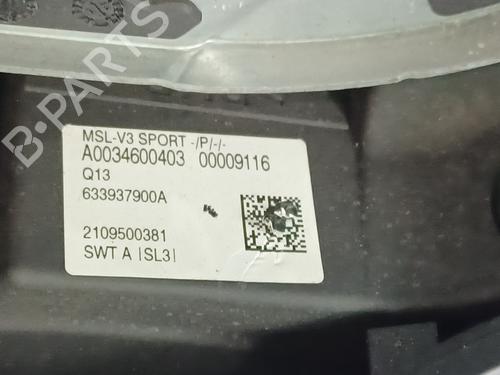 B-PARTS
MSL-V3 SPORT -/P/-/-
A0034600403 00009116
Q13
633937900A
2109500381
SWT A |SL3|